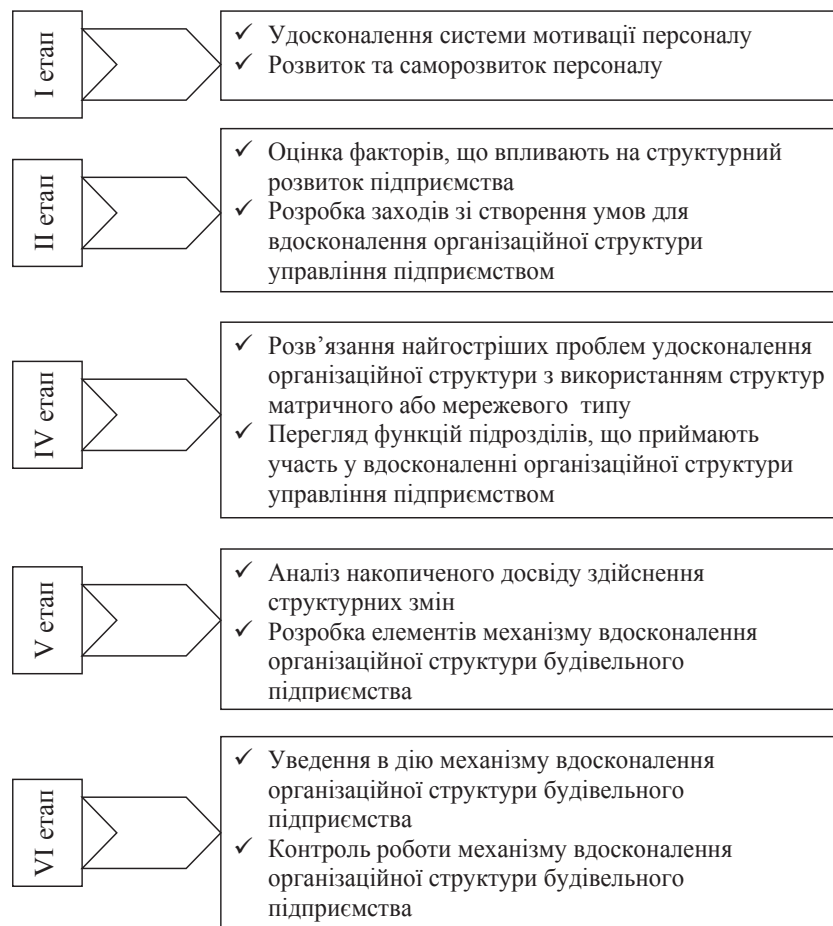 І етап
✓ Удосконалення системи мотивації персоналу
✓ Розвиток та саморозвиток персоналу
ІІ етап
✓ Оцінка факторів, що впливають на структурний
розвиток підприємства
✓ Розробка заходів зі створення умов для
вдосконалення організаційної структури
управління підприємством
IV етап
✓ Розв’язання найгостріших проблем удосконалення
організаційної структури з використанням структур
матричного або мережевого типу
✓ Перегляд функцій підрозділів, що приймають
участь у вдосконаленні організаційної структури
управління підприємством
V етап
✓ Аналіз накопиченого досвіду здійснення
структурних змін
✓ Розробка елементів механізму вдосконалення
організаційної структури будівельного
підприємства
VI етап
✓ Уведення в дію механізму вдосконалення
організаційної структури будівельного
підприємства
✓ Контроль роботи механізму вдосконалення
організаційної структури будівельного
підприємства